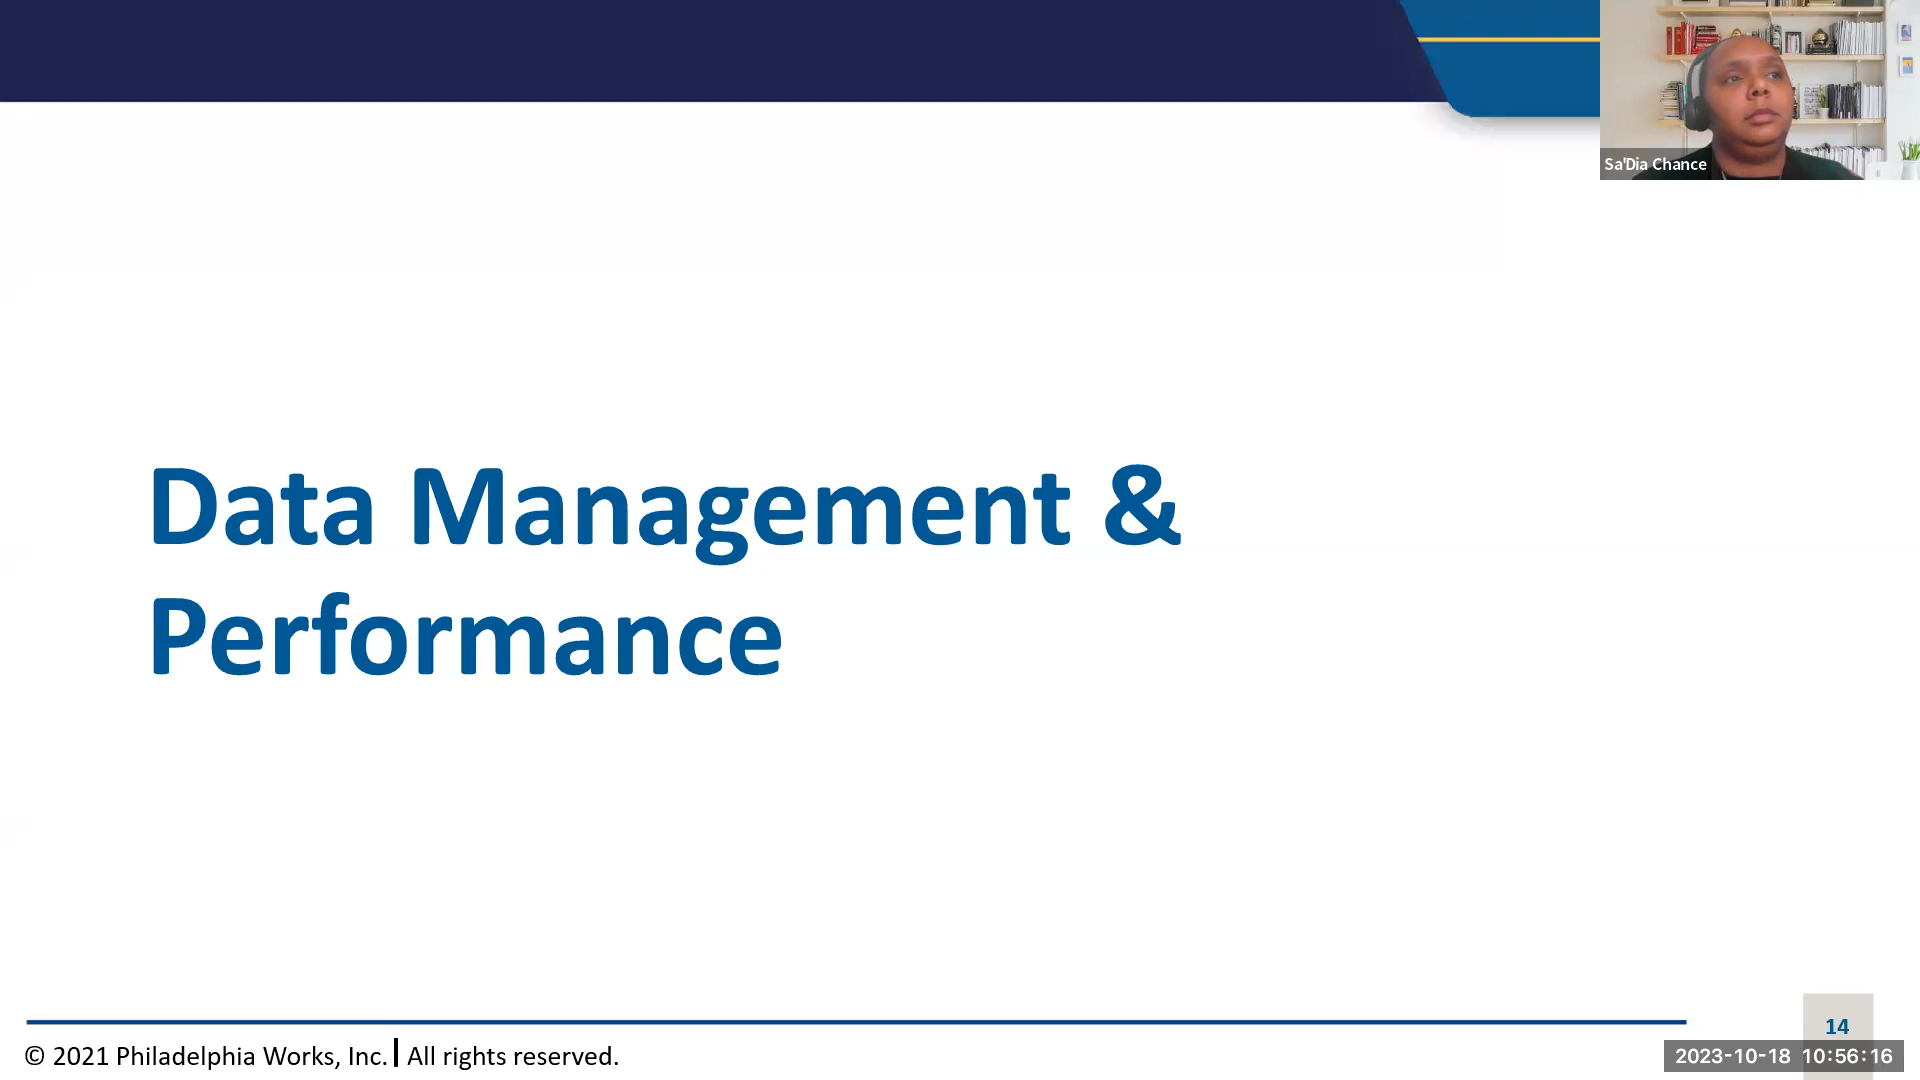 Sa'Dia Chance
Data Management &
Performance
14
© 2021 Philadelphia Works, Inc. | All rights reserved.
2023-10-18 10:56:16